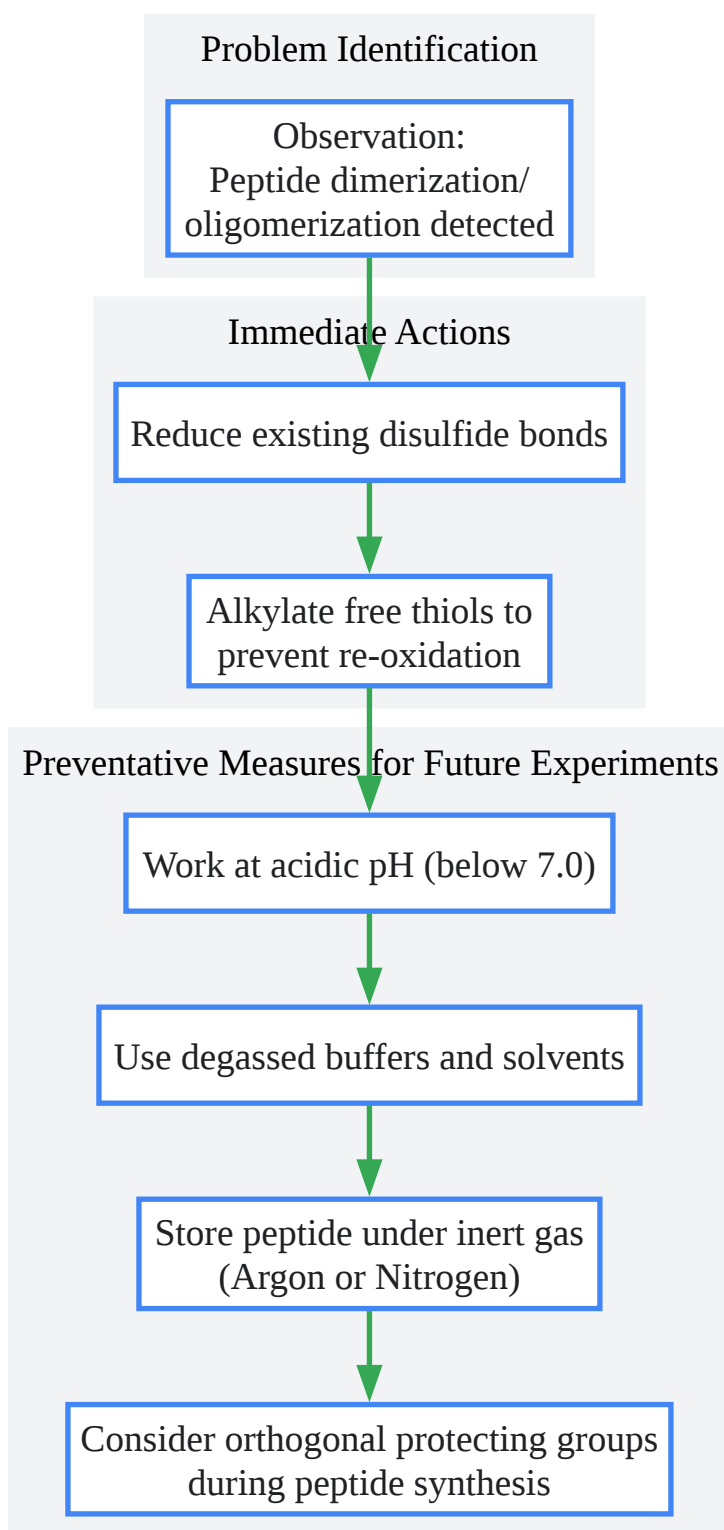 Problem Identification
Observation:
Peptide dimerization/
oligomerization detected
Immediate Actions
Reduce existing disulfide bonds
Alkylate free thiols to
prevent re-oxidation
Preventative Measures for Future Experiments
Work at acidic pH (below 7.0)
Use degassed buffers and solvents
Store peptide under inert gas
(Argon or Nitrogen)
Consider orthogonal protecting groups
during peptide synthesis